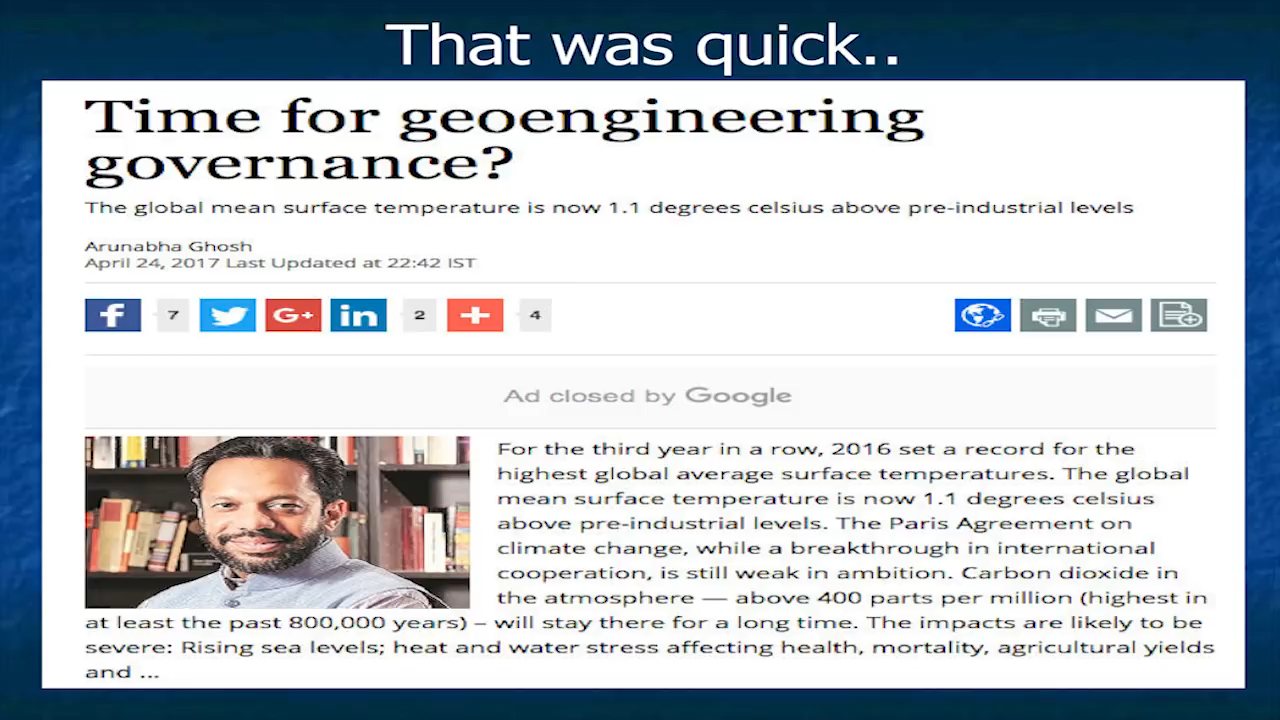 That was quick..
Time for geoengineering
governance?
The global mean surface temperature is now 1.1 degrees celsius above pre-industrial levels
Arunabha Ghosh
April 24, 2017 Last Updated at 22:42 IST
f 7 G+ in 2 + 4
Ad closed by Google
For the third year in a row, 2016 set a record for the
highest global average surface temperatures. The global
mean surface temperature is now 1.1 degrees celsius
above pre-industrial levels. The Paris Agreement on
climate change, while a breakthrough in international
cooperation, is still weak in ambition. Carbon dioxide in
the atmosphere — above 400 parts per million (highest in
at least the past 800,000 years) – will stay there for a long time. The impacts are likely to be
severe: Rising sea levels; heat and water stress affecting health, mortality, agricultural yields
and ...